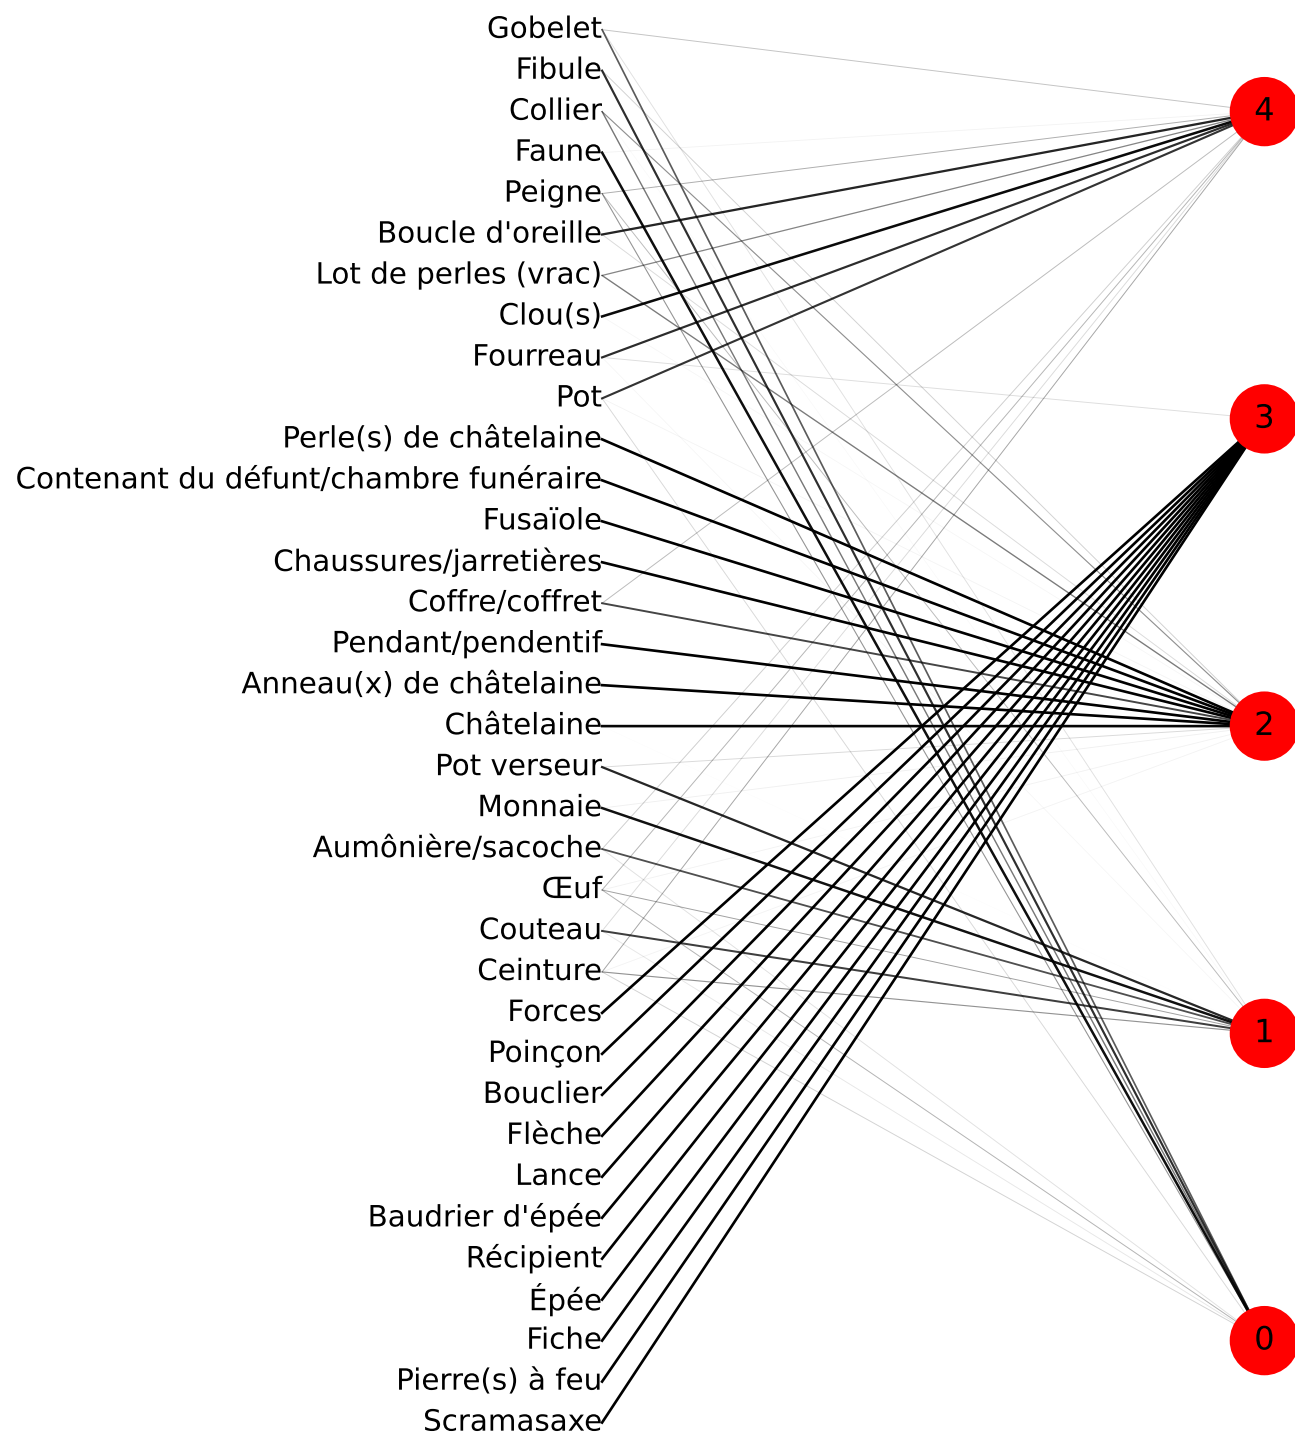 Gobelet
Fibule
Collier
Faune
Peigne
Boucle d'oreille
Lot de perles (vrac)
Clou(s)
Fourreau
Pot
Perle(s) de châtelaine
Contenant du défunt/chambre funéraire
Fusaïole
Chaussures/jarretières
Coffre/coffret
Pendant/pendentif
Anneau(x) de châtelaine
Châtelaine
Pot verseur
Monnaie
Aumônière/sacoche
Œuf
Couteau
Ceinture
Forces
Poinçon
Bouclier
Flèche
Lance
Baudrier d'épée
Récipient
Épée
Fiche
Pierre(s) à feu
Scramasaxe
4
3
2
1
0